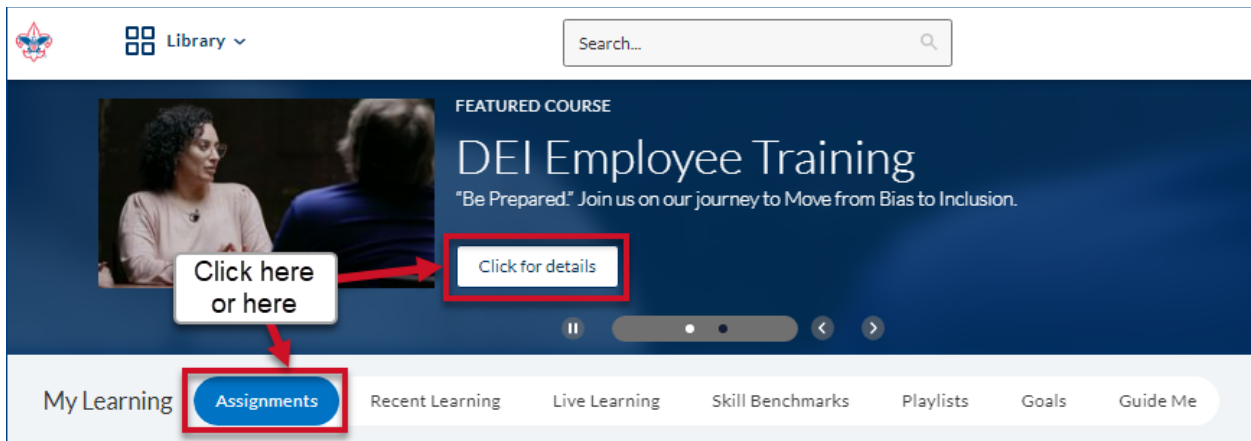 Library
Search...
FEATURED COURSE
DEI Employee Training
"Be Prepared." Join us on our journey to Move from Bias to Inclusion.
Click for details
Click here
or here
My Learning
Assignments
Recent Learning
Live Learning
Skill Benchmarks
Playlists
Goals
Guide Me